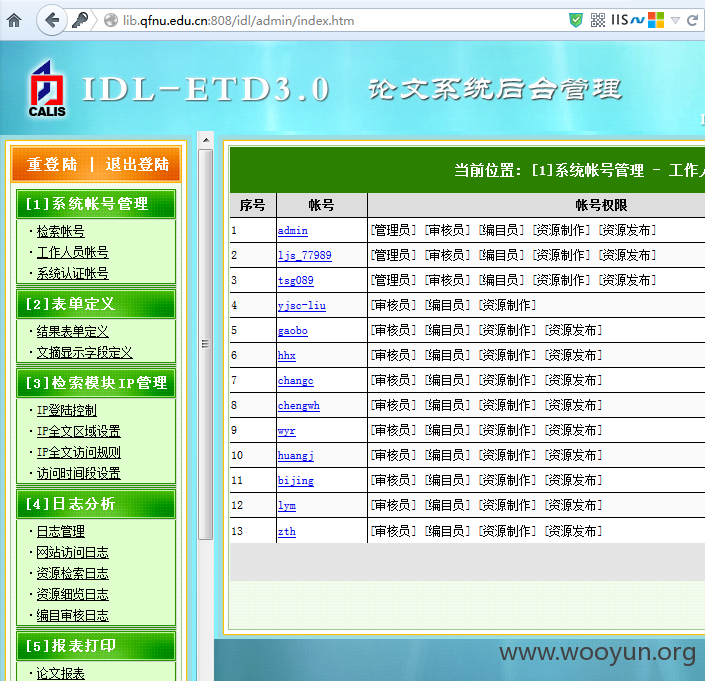 lib.qfnu.edu.cn:808/idl/admin/index.htm
IIS
CALIS
IDL-ETD3.0 论文系统后台管理
重登陆 | 退出登陆
[1]系统帐号管理
·检索帐号
·工作人员帐号
·系统认证帐号
[2]表单定义
·结果表单定义
·文摘显示字段定义
[3]检索模块IP管理
·IP登陆控制
·IP全文区域设置
·IP全文访问规则
·访问时间段设置
[4]日志分析
·日志管理
·网站访问日志
·资源检索日志
·资源细览日志
·编目审核日志
[5]报表打印
·论文报表
当前位置: [1]系统帐号管理 - 工作
序号 帐号 帐号权限
1 admin [管理员] [审核员] [编目员] [资源制作] [资源发布]
2 ljs_77989 [管理员] [审核员] [编目员] [资源制作] [资源发布]
3 tsg089 [管理员] [审核员] [编目员] [资源制作] [资源发布]
4 yjsc-liu [审核员] [编目员] [资源制作]
5 gaobo [审核员] [编目员] [资源制作] [资源发布]
6 hhx [审核员] [编目员] [资源制作] [资源发布]
7 changc [审核员] [编目员] [资源制作] [资源发布]
8 chengwh [审核员] [编目员] [资源制作] [资源发布]
9 wyr [审核员] [编目员] [资源制作] [资源发布]
10 huangj [审核员] [编目员] [资源制作] [资源发布]
11 bijing [审核员] [编目员] [资源制作] [资源发布]
12 lym [审核员] [编目员] [资源制作] [资源发布]
13 zth [审核员] [编目员] [资源制作] [资源发布]
www.wooyun.org